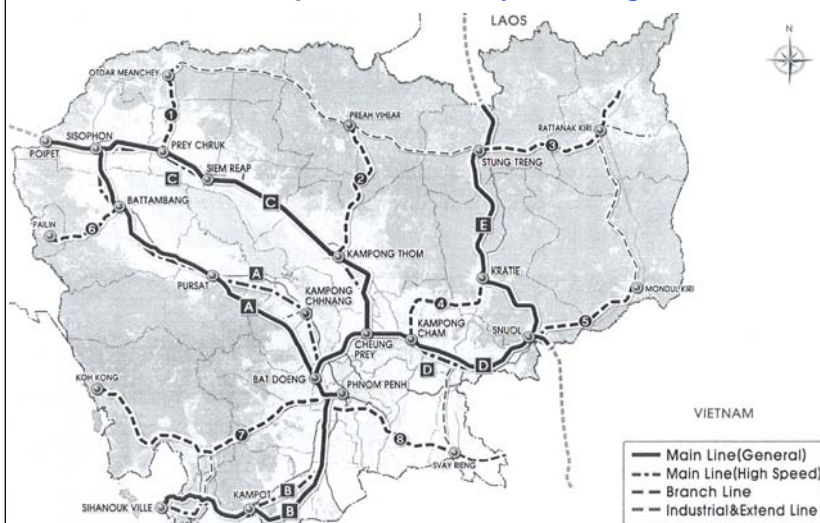 LAOS
N
OTDAR MEANCHEY
1
PREAH VIHEAR
RATTANAK KIRI
SISOPHON
PREY CHRUK
3
POIPET
STUNG TRENG
SIEM REAP
C
2
C
BATTAMBANG
E
PAILIN
6
KAMPONG THOM
A
KRATIE
PURSAT
KAMPONG
CHHNANG
MONDUL KIRI
A
4
KAMPONG
CHAM
SNUOL
5
CHEUNG
PREY
D
D
BAT DOENG
PHNOM PENH
KOH KONG
VIETNAM
7
8
SVAY RIENG
Main Line(General)
Main Line(High Speed)
Branch Line
Industrial&Extend Line
B
KAMPOT
SIHANOUK VILLE
B